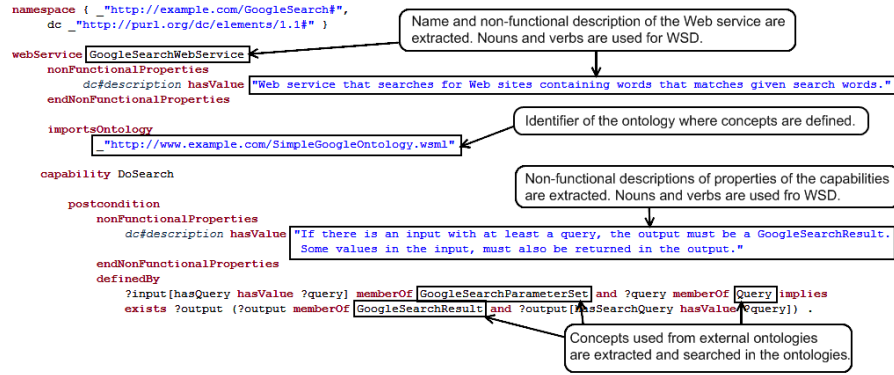 namespace { _"http://example.com/GoogleSearch#",
dc _"http://purl.org/dc/elements/1.1#" }
Name and non-functional description of the Web service are
extracted. Nouns and verbs are used for WSD.
webService GoogleSearchWebService
nonFunctionalProperties
dc#description hasValue "Web service that searches for Web sites containing words that matches given search words."
endNonFunctionalProperties
Identifier of the ontology where concepts are defined.
importsOntology
_"http://www.example.com/SimpleGoogleOntology.wsml"
capability DoSearch
Non-functional descriptions of properties of the capabilities
are extracted. Nouns and verbs are used fro WSD.
postcondition
nonFunctionalProperties
dc#description hasValue "If there is an input with at least a query, the output must be a GoogleSearchResult.
Some values in the input, must also be returned in the output."
endNonFunctionalProperties
definedBy
?input[hasQuery hasValue ?query] memberOf GoogleSearchParameterSet and ?query memberOf Query implies
exists ?output (?output memberOf GoogleSearchResult and ?output[hasSearchQuery hasValue ?query]) .
Concepts used from external ontologies
are extracted and searched in the ontologies.